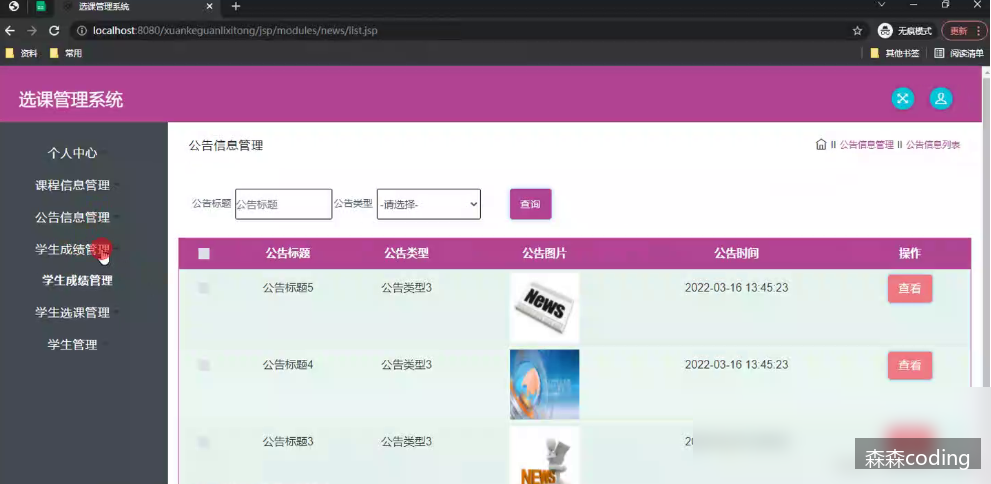 选课管理系统
localhost:8080/xuankeguanlixitong/jsp/modules/news/list.jsp
无痕模式
更新
资料
常用
其他书签
阅读清单
选课管理系统
个人中心
课程信息管理
公告信息管理
学生成绩管理
学生成绩管理
学生选课管理
学生管理
公告信息管理
公告信息管理
公告信息列表
公告标题
公告标题
公告类型
-请选择-
查询
公告标题 公告类型 公告图片 公告时间 操作
公告标题5 公告类型3 News 2022-03-16 13:45:23 查看
公告标题4 公告类型3 NEWS 2022-03-16 13:45:23 查看
公告标题3 公告类型3 NEWS
森森coding